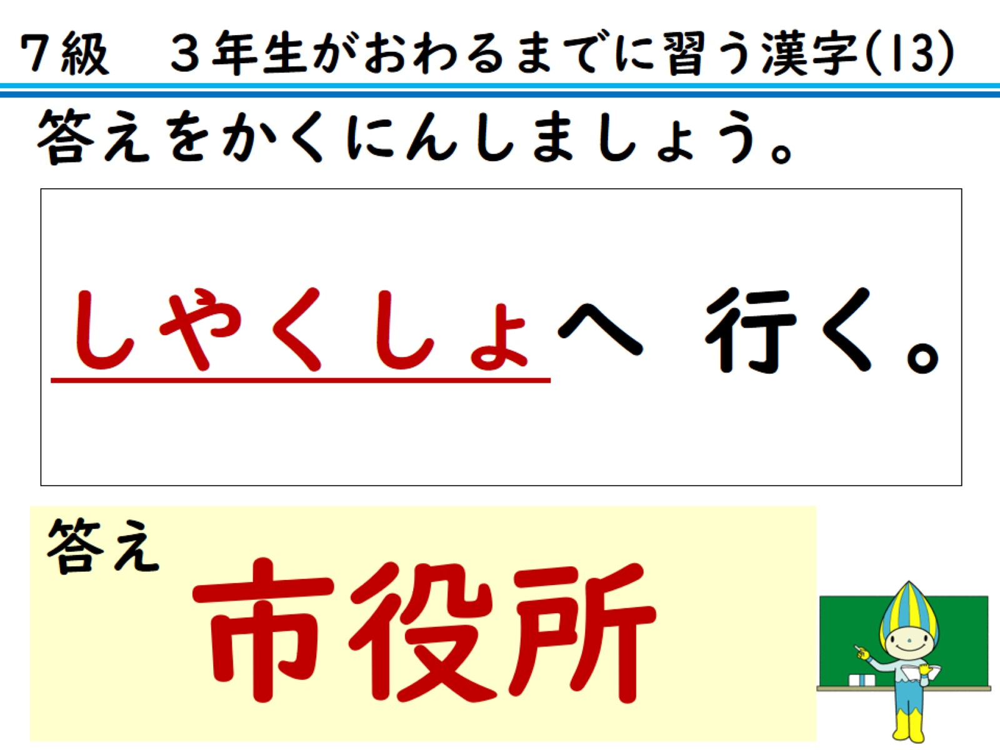 ７級　３年生がおわるまでに習う漢字(13)
答えをかくにんしましょう。
しやくしょへ 行く。
答え
市役所